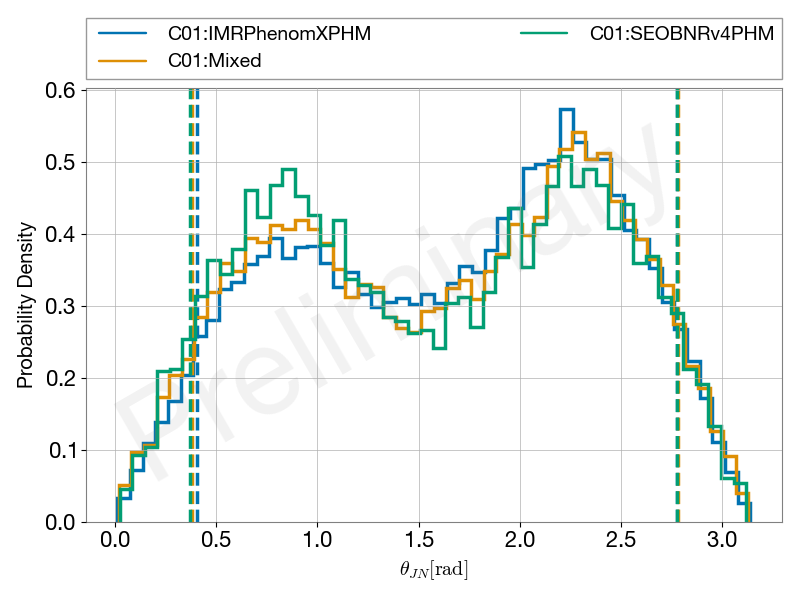 C01:IMRPhenomXPHM
C01:Mixed
C01:SEOBNRv4PHM
0.6
0.5
0.4
0.3
0.2
0.1
0.0
Probability Density
Preliminary
0.0 0.5 1.0 1.5 2.0 2.5 3.0
θ_JN[rad]